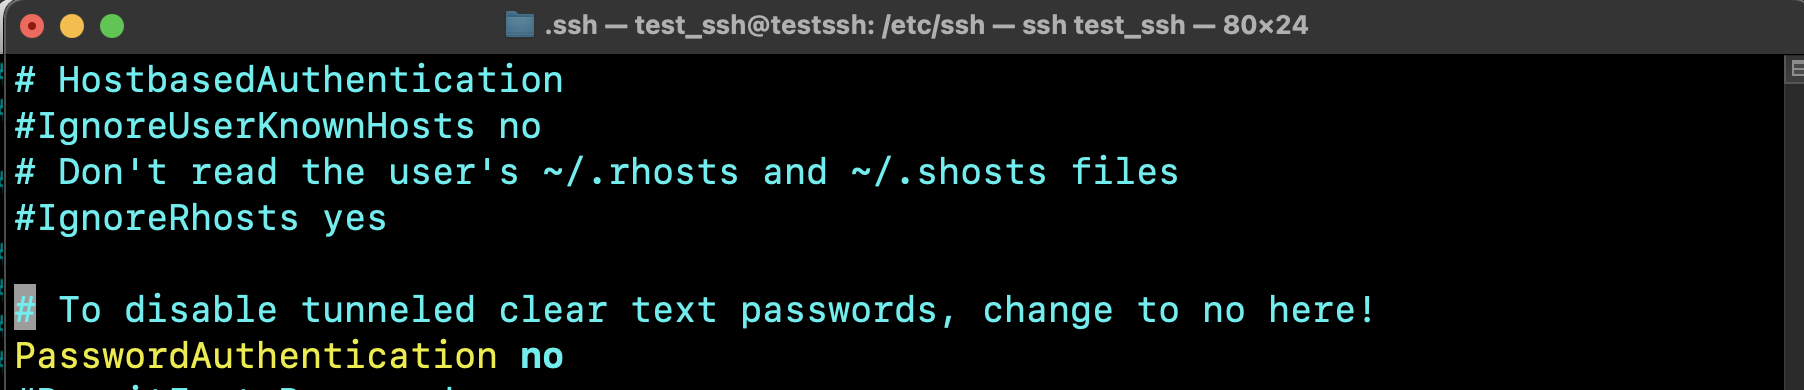 .ssh — test_ssh@testssh: /etc/ssh — ssh test_ssh — 80×24
# HostbasedAuthentication
#IgnoreUserKnownHosts no
# Don't read the user's ~/.rhosts and ~/.shosts files
#IgnoreRhosts yes
# To disable tunneled clear text passwords, change to no here!
PasswordAuthentication no